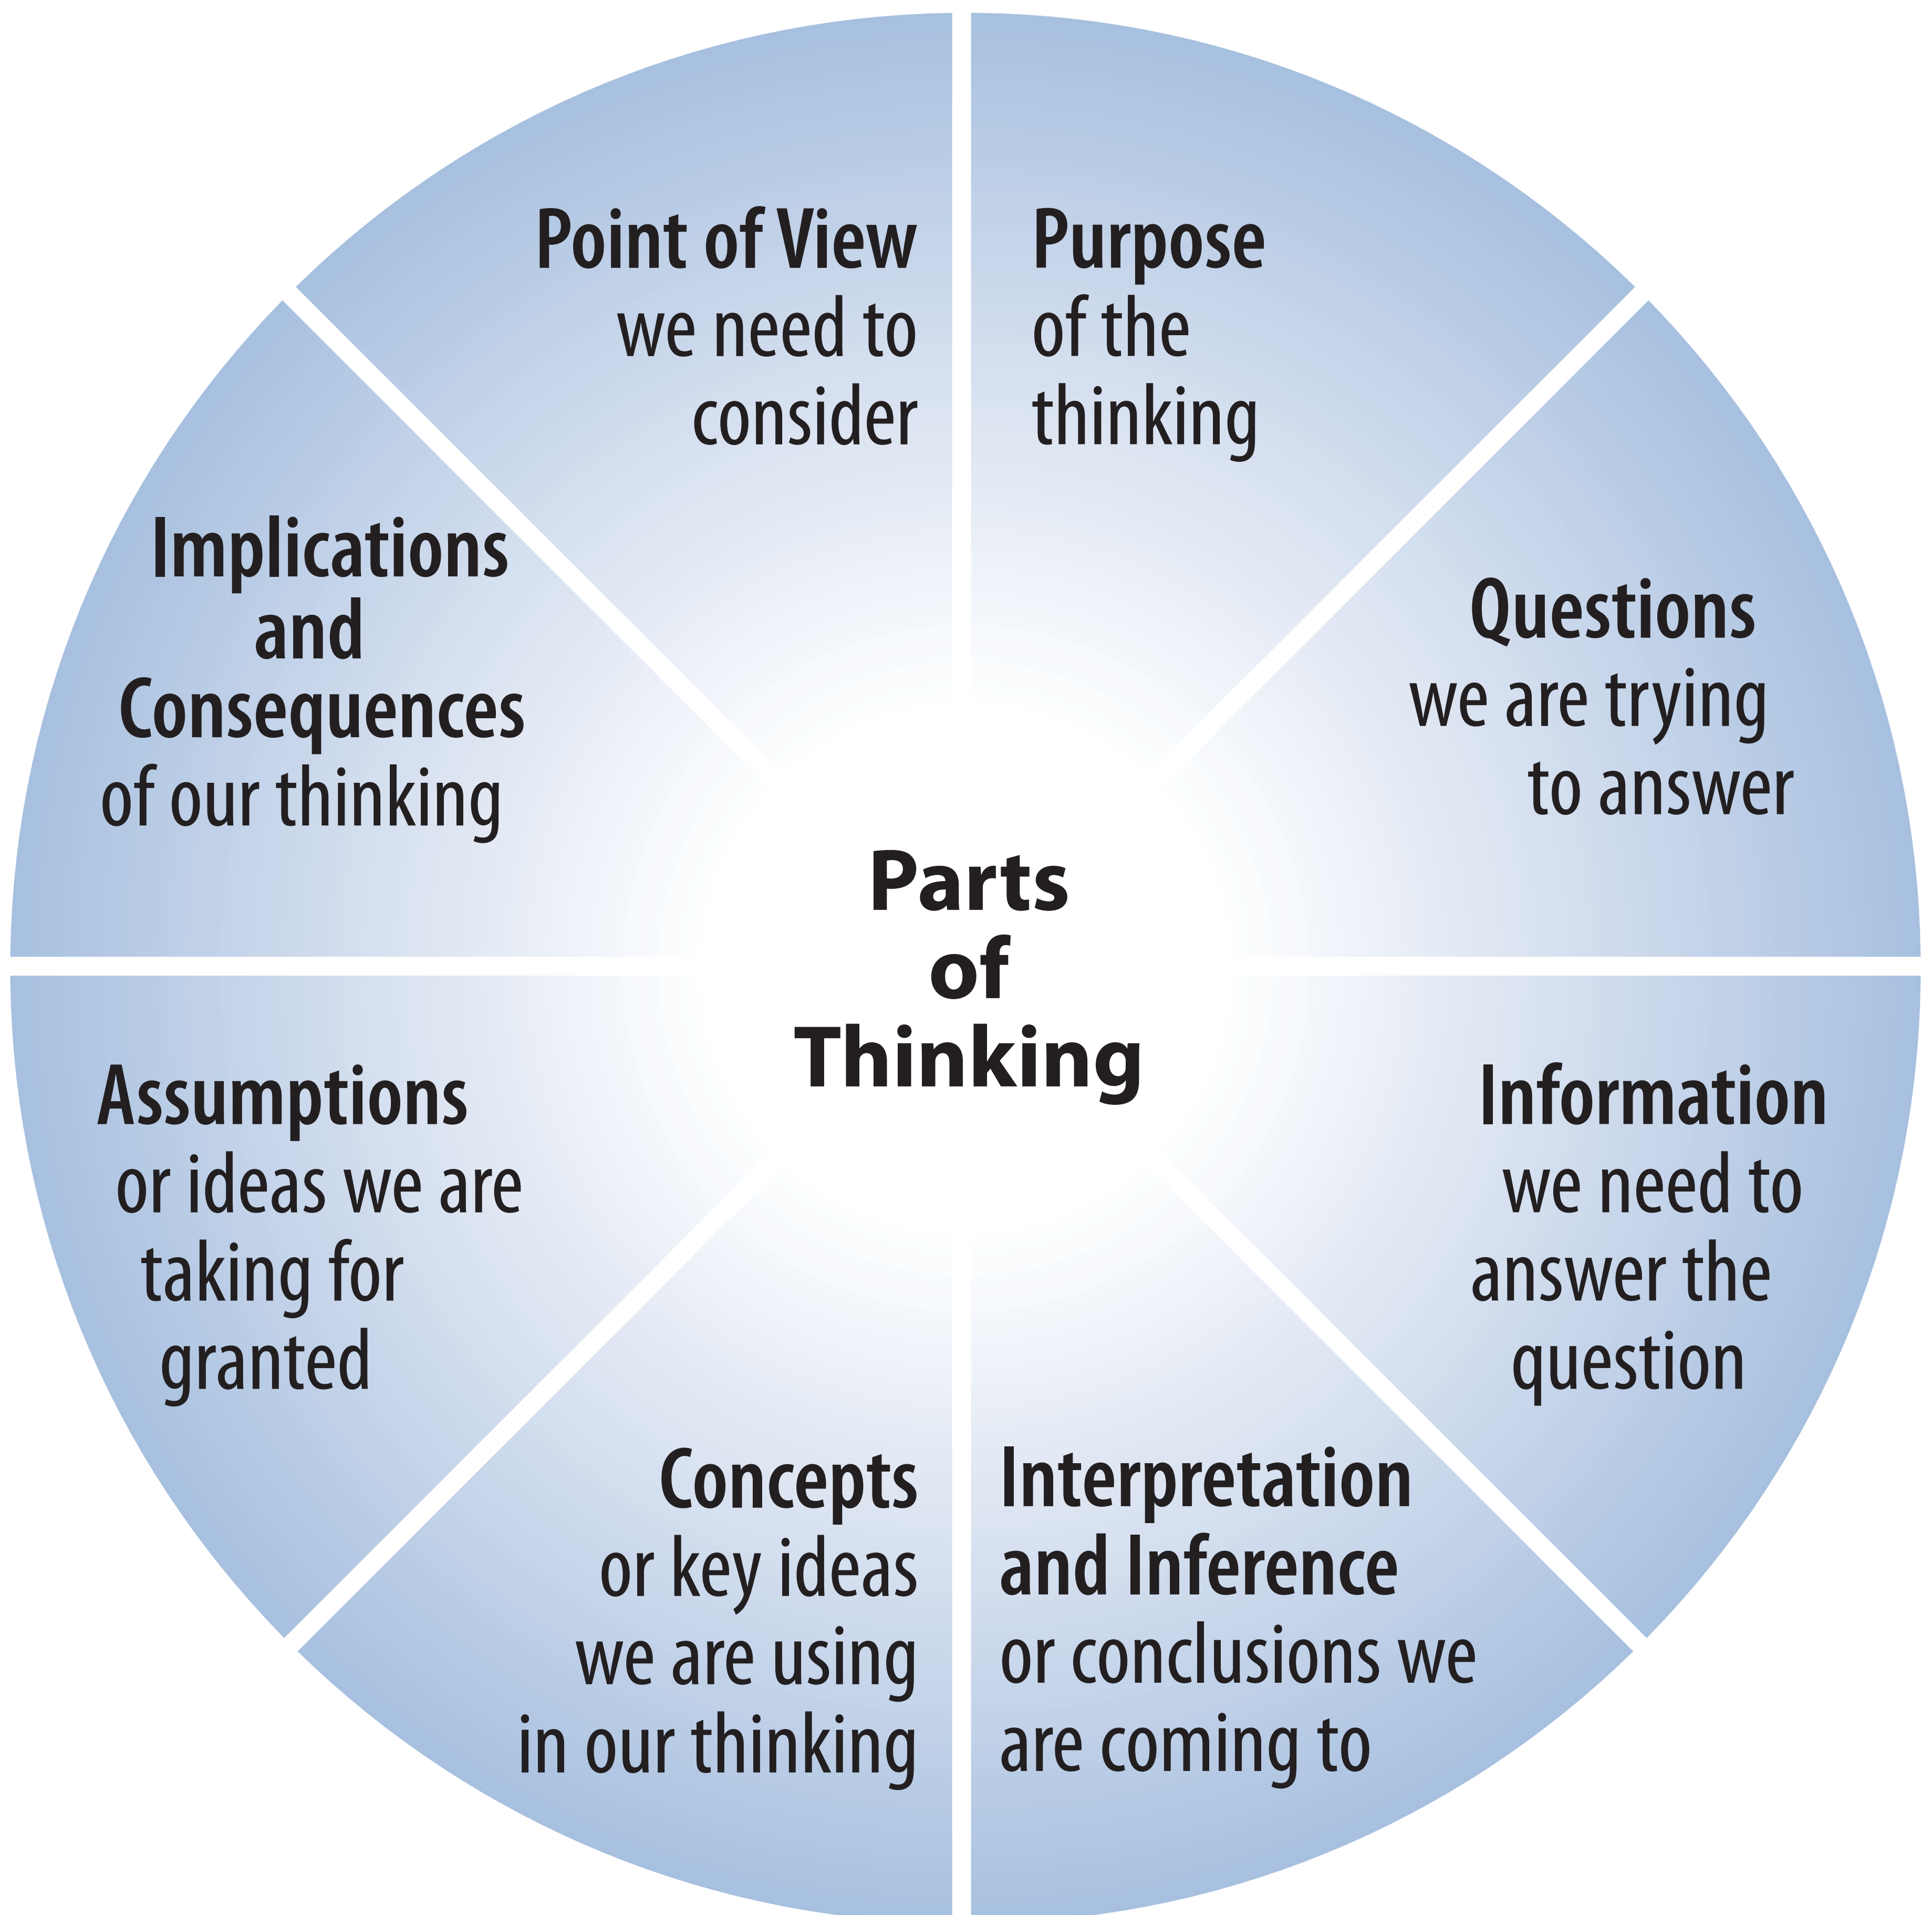 Point of View
we need to
consider
Purpose
of the
thinking
Questions
we are trying
to answer
Information
we need to
answer the
question
Interpretation
and Inference
or conclusions we
are coming to
Concepts
or key ideas
we are using
in our thinking
Assumptions
or ideas we are
taking for
granted
Implications
and
Consequences
of our thinking
Parts
of
Thinking